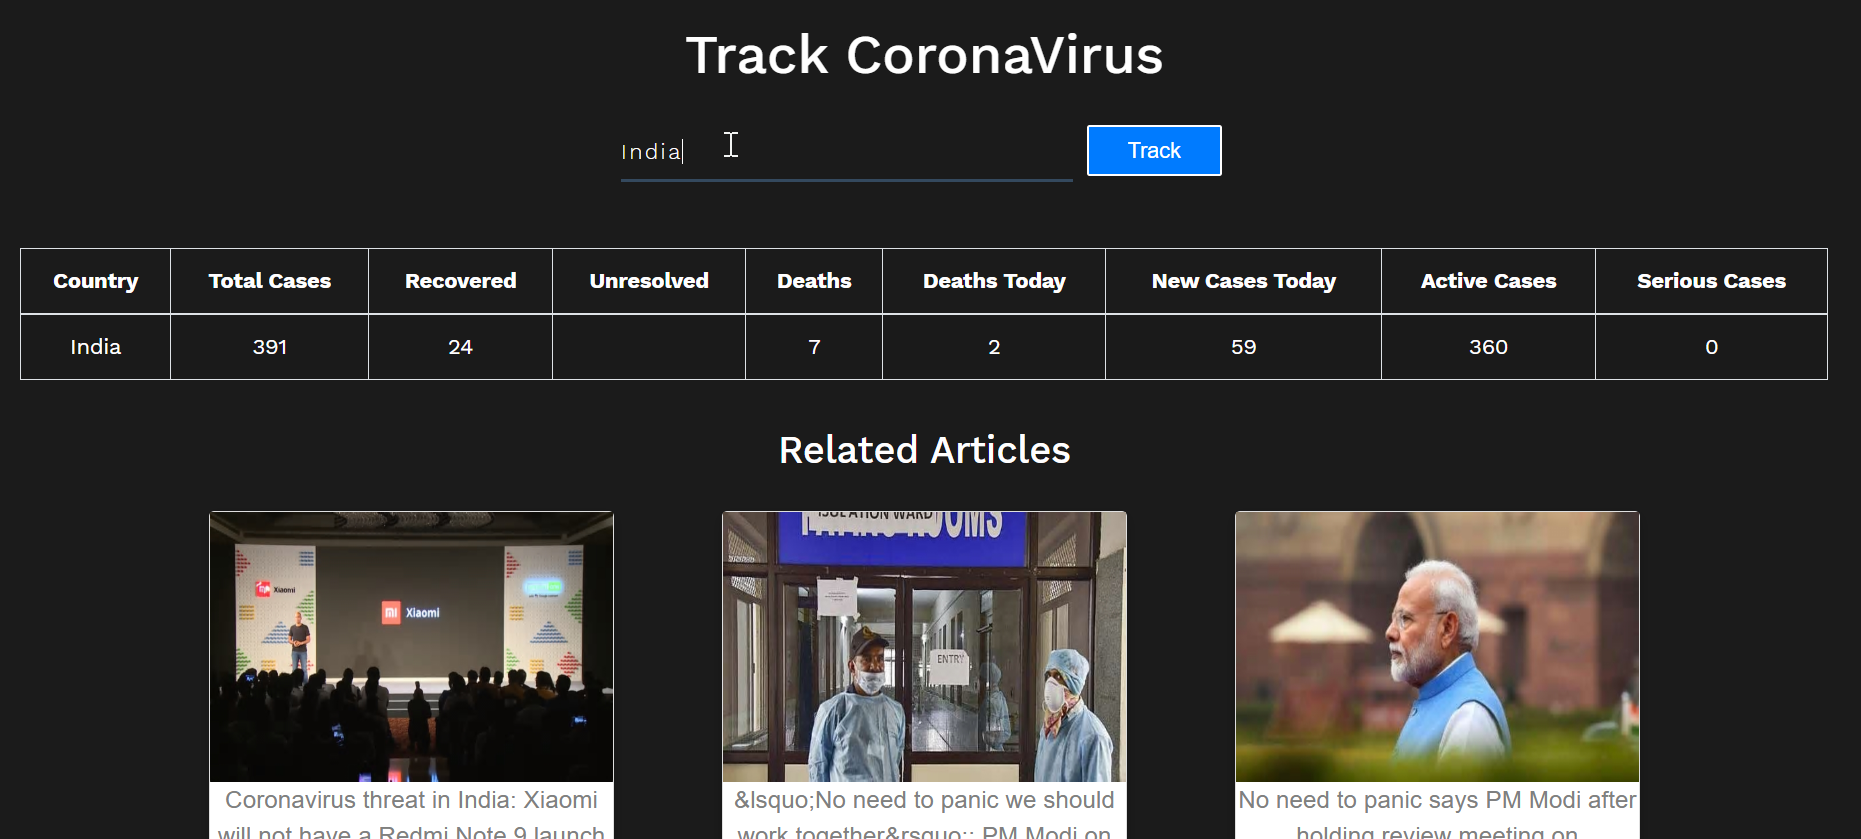 Track CoronaVirus
India
Track
Country Total Cases Recovered Unresolved Deaths Deaths Today New Cases Today Active Cases Serious Cases
India 391 24 7 2 59 360 0
Related Articles
Xiaomi
mi Xiaomi
ISOLATION WARD
ROOMS
ENTRY
Coronavirus threat in India: Xiaomi
will not have a Redmi Note 9 launch
&lsquo;No need to panic we should
work together&rsquo;: PM Modi on
No need to panic says PM Modi after
holding review meeting on